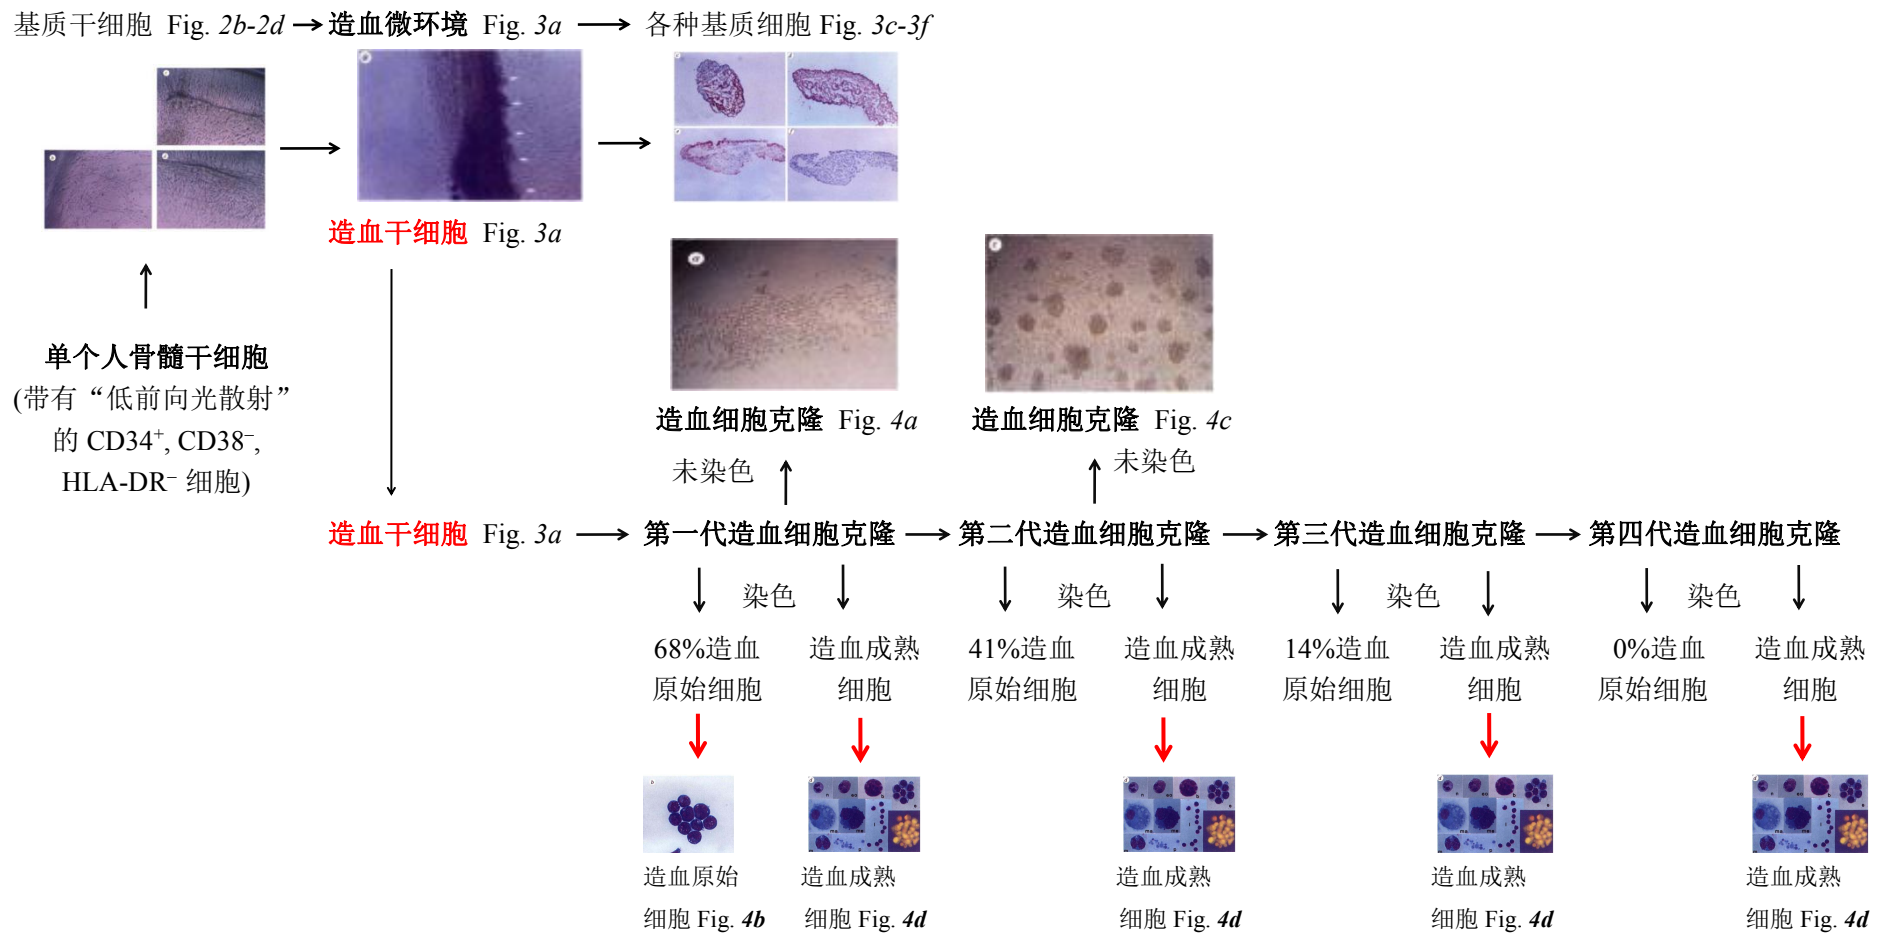 基质干细胞 Fig. 2b-2d → 造血微环境 Fig. 3a → 各种基质细胞 Fig. 3c-3f
造血干细胞 Fig. 3a
单个人骨髓干细胞
(带有“低前向光散射”
的 CD34⁺, CD38⁻,
HLA-DR⁻ 细胞)
造血细胞克隆 Fig. 4a
造血细胞克隆 Fig. 4c
未染色
未染色
造血干细胞 Fig. 3a → 第一代造血细胞克隆 → 第二代造血细胞克隆 → 第三代造血细胞克隆 → 第四代造血细胞克隆
染色
染色
染色
染色
68%造血
原始细胞
造血成熟
细胞
41%造血
原始细胞
造血成熟
细胞
14%造血
原始细胞
造血成熟
细胞
0%造血
原始细胞
造血成熟
细胞
造血原始
细胞 Fig. 4b
造血成熟
细胞 Fig. 4d
造血成熟
细胞 Fig. 4d
造血成熟
细胞 Fig. 4d
造血成熟
细胞 Fig. 4d